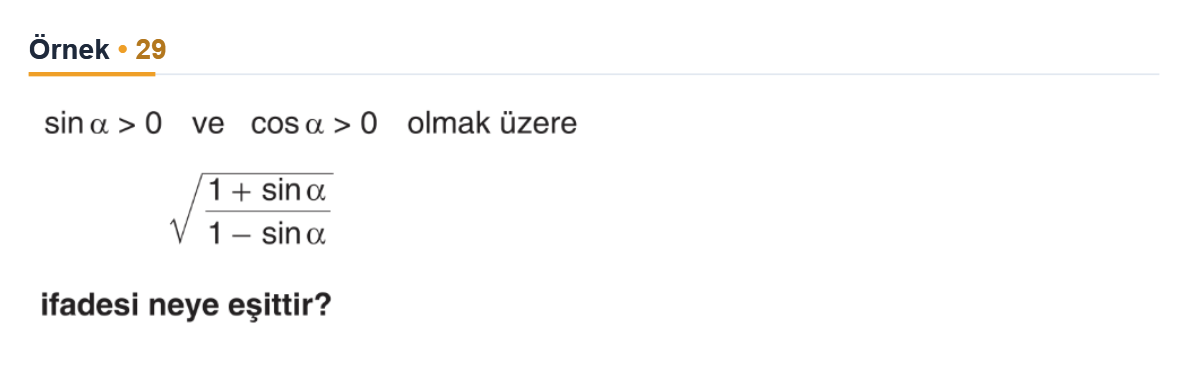 Örnek • 29
sin α > 0 ve cos α > 0 olmak üzere
√
1 + sin α
1 – sin α
ifadesi neye eşittir?